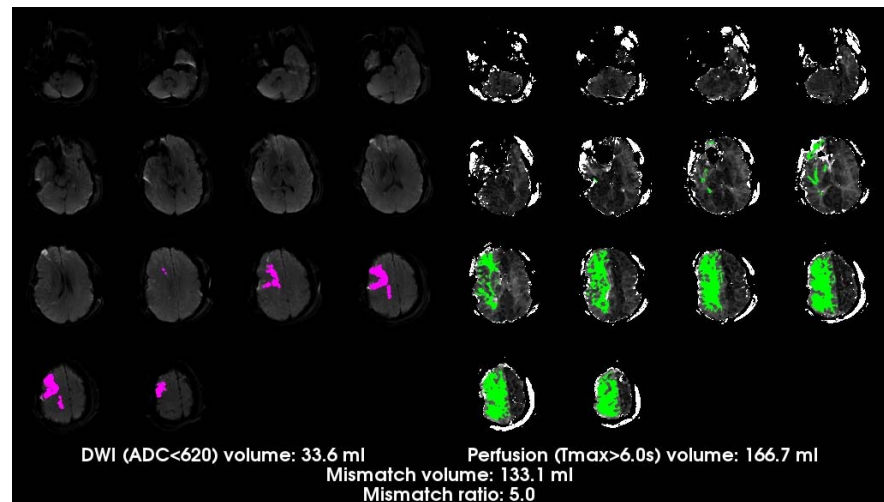 DWI (ADC<620) volume: 33.6 ml
Perfusion (Tmax>6.0s) volume: 166.7 ml
Mismatch volume: 133.1 ml
Mismatch ratio: 5.0